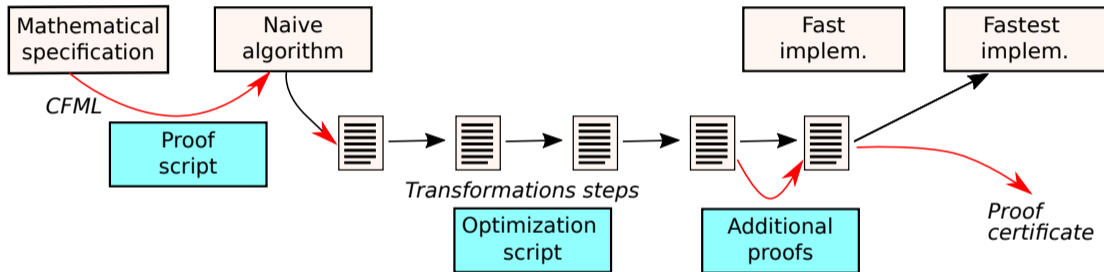 Mathematical
specification
Naive
algorithm
Fast
implem.
Fastest
implem.
CFML
Proof
script
Transformations steps
Optimization
script
Additional
proofs
Proof
certificate